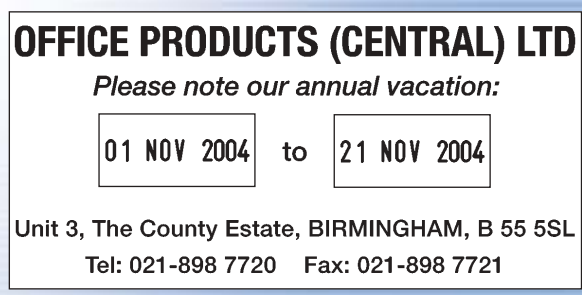 OFFICE PRODUCTS (CENTRAL) LTD
Please note our annual vacation:
01 NOV 2004 to 21 NOV 2004
Unit 3, The County Estate, BIRMINGHAM, B 55 5SL
Tel: 021-898 7720 Fax: 021-898 7721